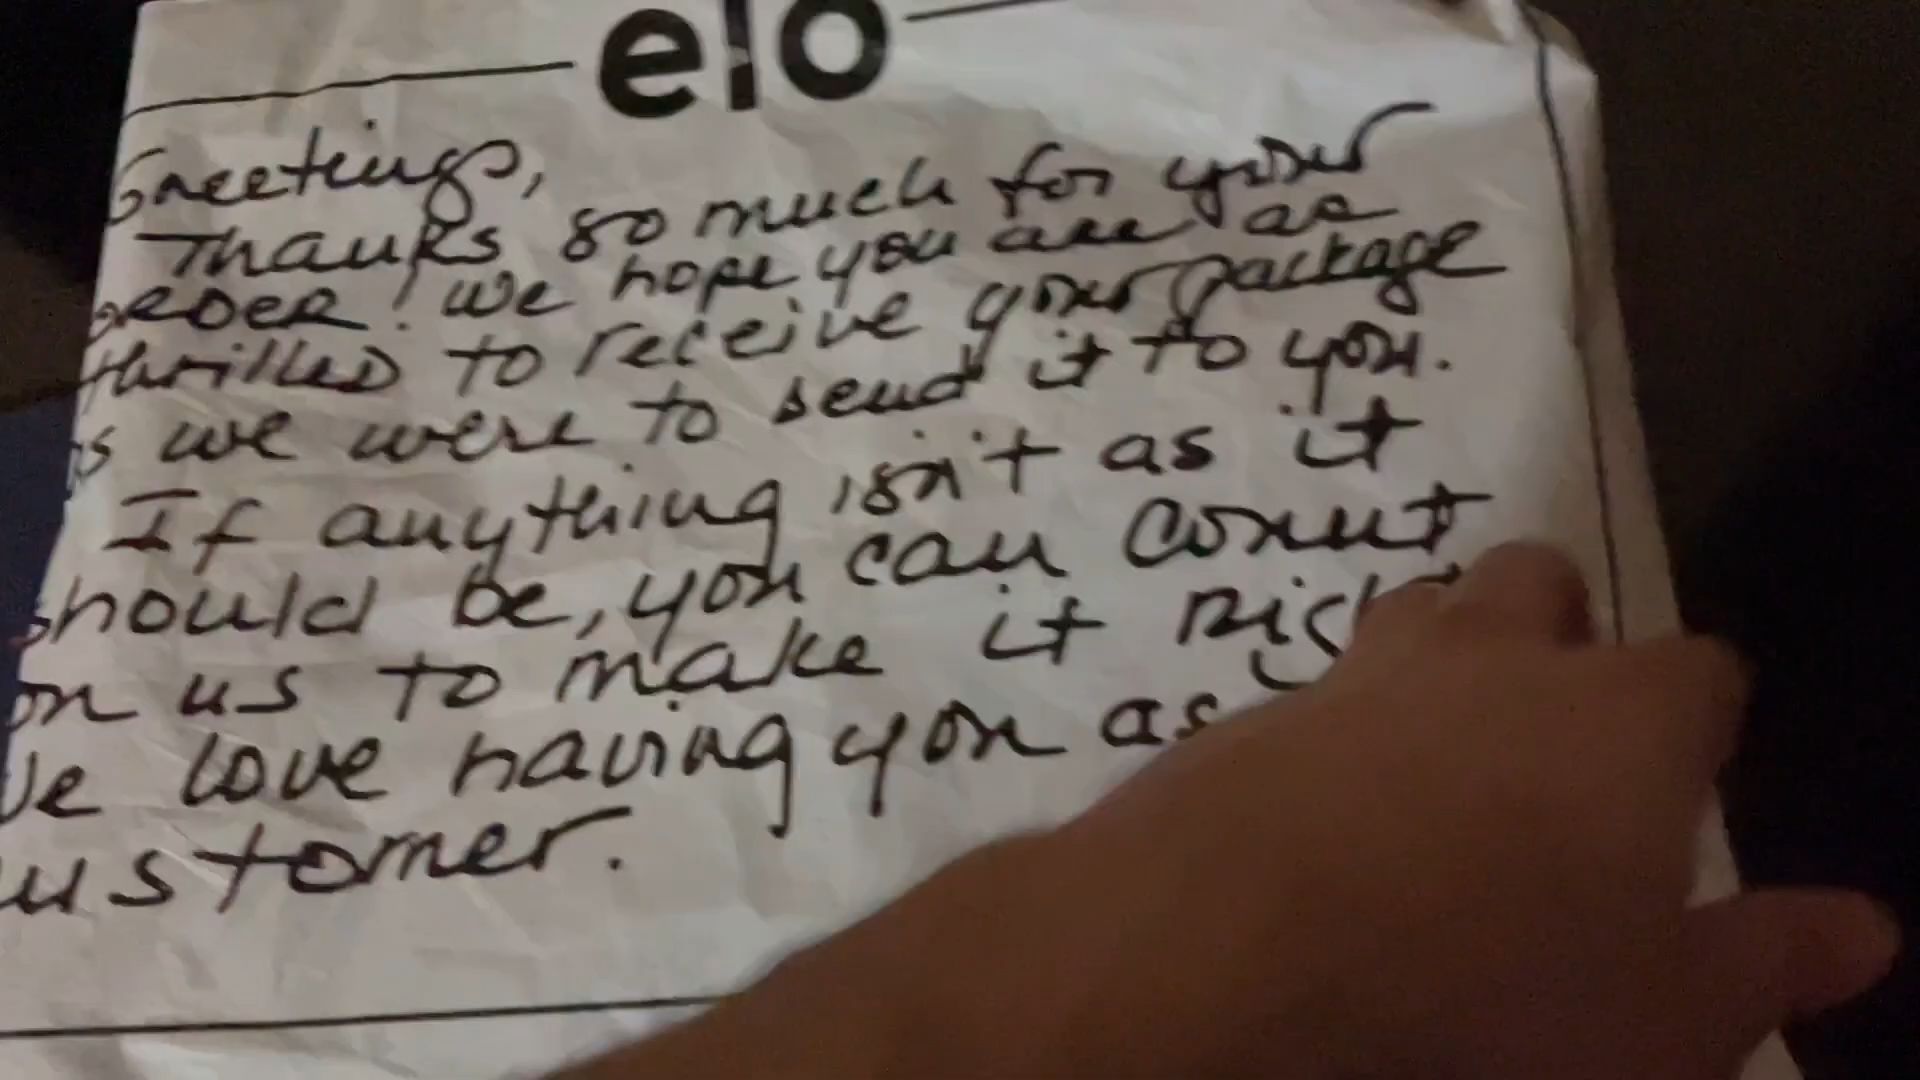 elo
Greetings,
Thanks so much for your
order! we hope you are as
thrilled to receive your package
as we were to send it to you.
If anything isn't as it
should be, you can count
on us to make it
We love having you as
customer.